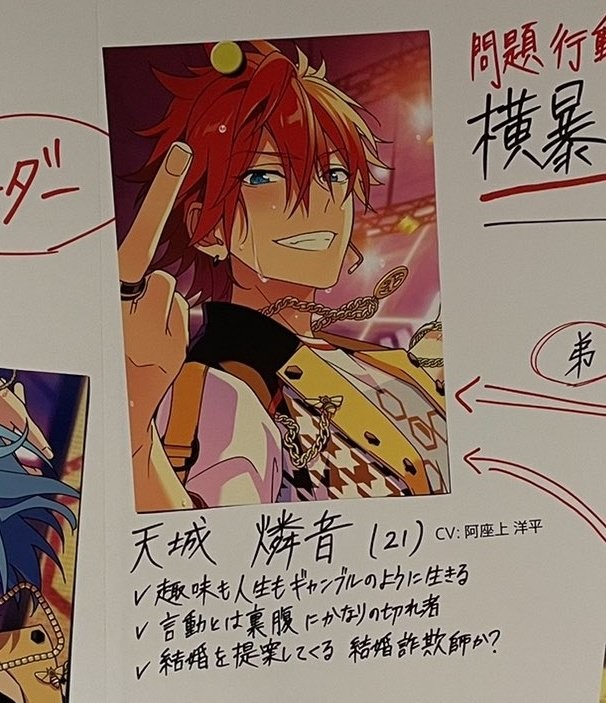 問題行動
横暴
ダー
弟
天城 燐音 (21) CV: 阿座上 洋平
✓ 趣味も人生もギャンブルのように生きる
✓ 言動とは裏腹にかなりの切れ者
✓ 結婚を提案してくる 結婚詐欺師か?